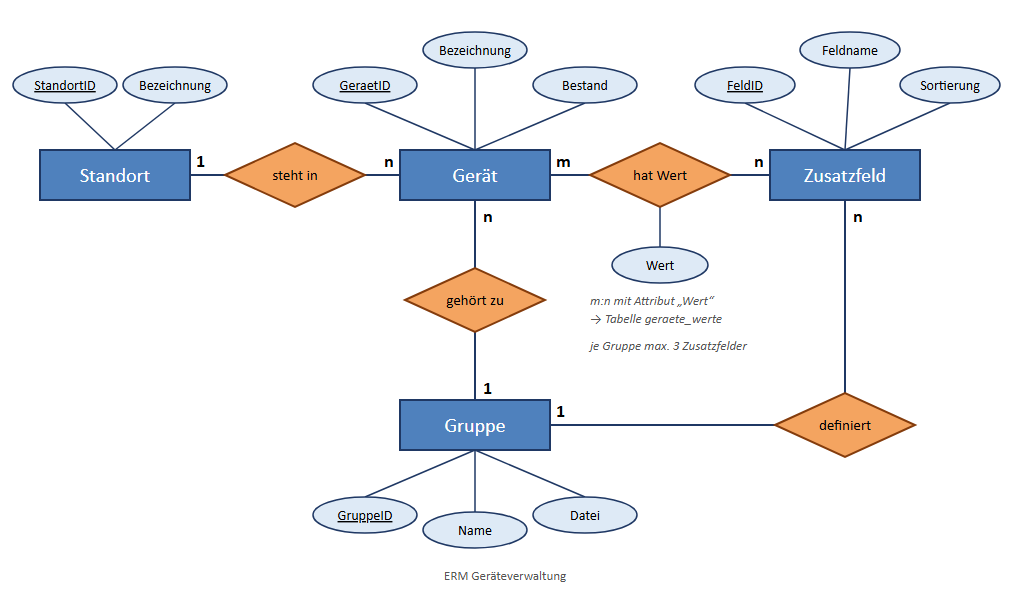 Bezeichnung
Feldname
StandortID
Bezeichnung
GeraetID
Bestand
FeldID
Sortierung
Standort
1
steht in
n
Gerät
m
hat Wert
n
Zusatzfeld
n
n
Wert
gehört zu
m:n mit Attribut „Wert“
→ Tabelle geraete_werte
je Gruppe max. 3 Zusatzfelder
1
Gruppe
1
definiert
GruppeID
Name
Datei
ERM Geräteverwaltung